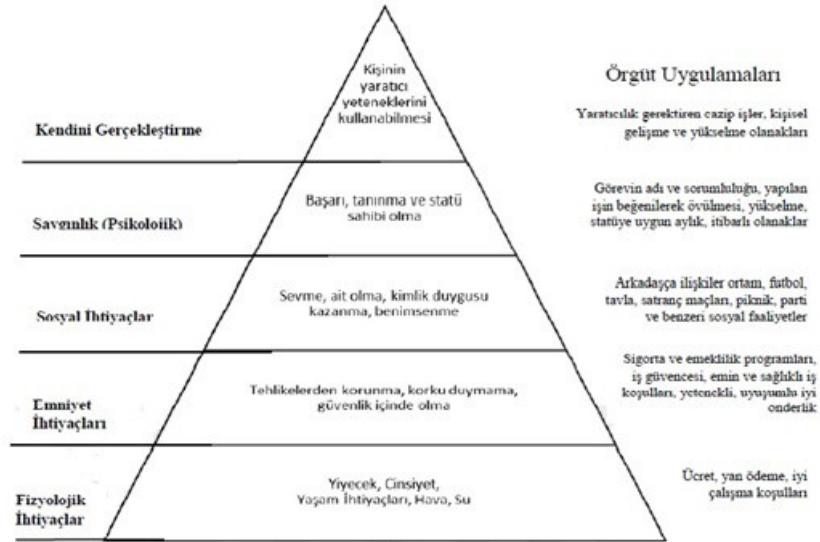 Örgüt Uygulamaları
Kişinin
yaratıcı
yeteneklerini
kullanabilmesi
Kendini Gerçekleştirme
Yaratıcılık gerektiren cazip işler, kişisel
gelişme ve yükselme olanakları
Başarı, tanınma ve statü
sahibi olma
Saygınlık (Psikolojik)
Görevin adı ve sorumluluğu, yapılan
işin beğenilerek övülmesi, yükselme,
statüye uygun aylık, itibarlı olanaklar
Sevme, ait olma, kimlik duygusu
kazanma, benimsenme
Sosyal İhtiyaçlar
Arkadaşça ilişkiler ortam, futbol,
tavla, satranç maçları, piknik, parti
ve benzeri sosyal faaliyetler
Tehlikelerden korunma, korku duymama,
güvenlik içinde olma
Emniyet
İhtiyaçları
Sigorta ve emeklilik programları,
iş güvencesi, emin ve sağlıklı iş
koşulları, yetenekli, uyuşumlu iyi
onderlik
Yiyecek, Cinsiyet,
Yaşam İhtiyaçları, Hava, Su
Fizyolojik
İhtiyaçlar
Ücret, yan ödeme, iyi
çalışma koşulları